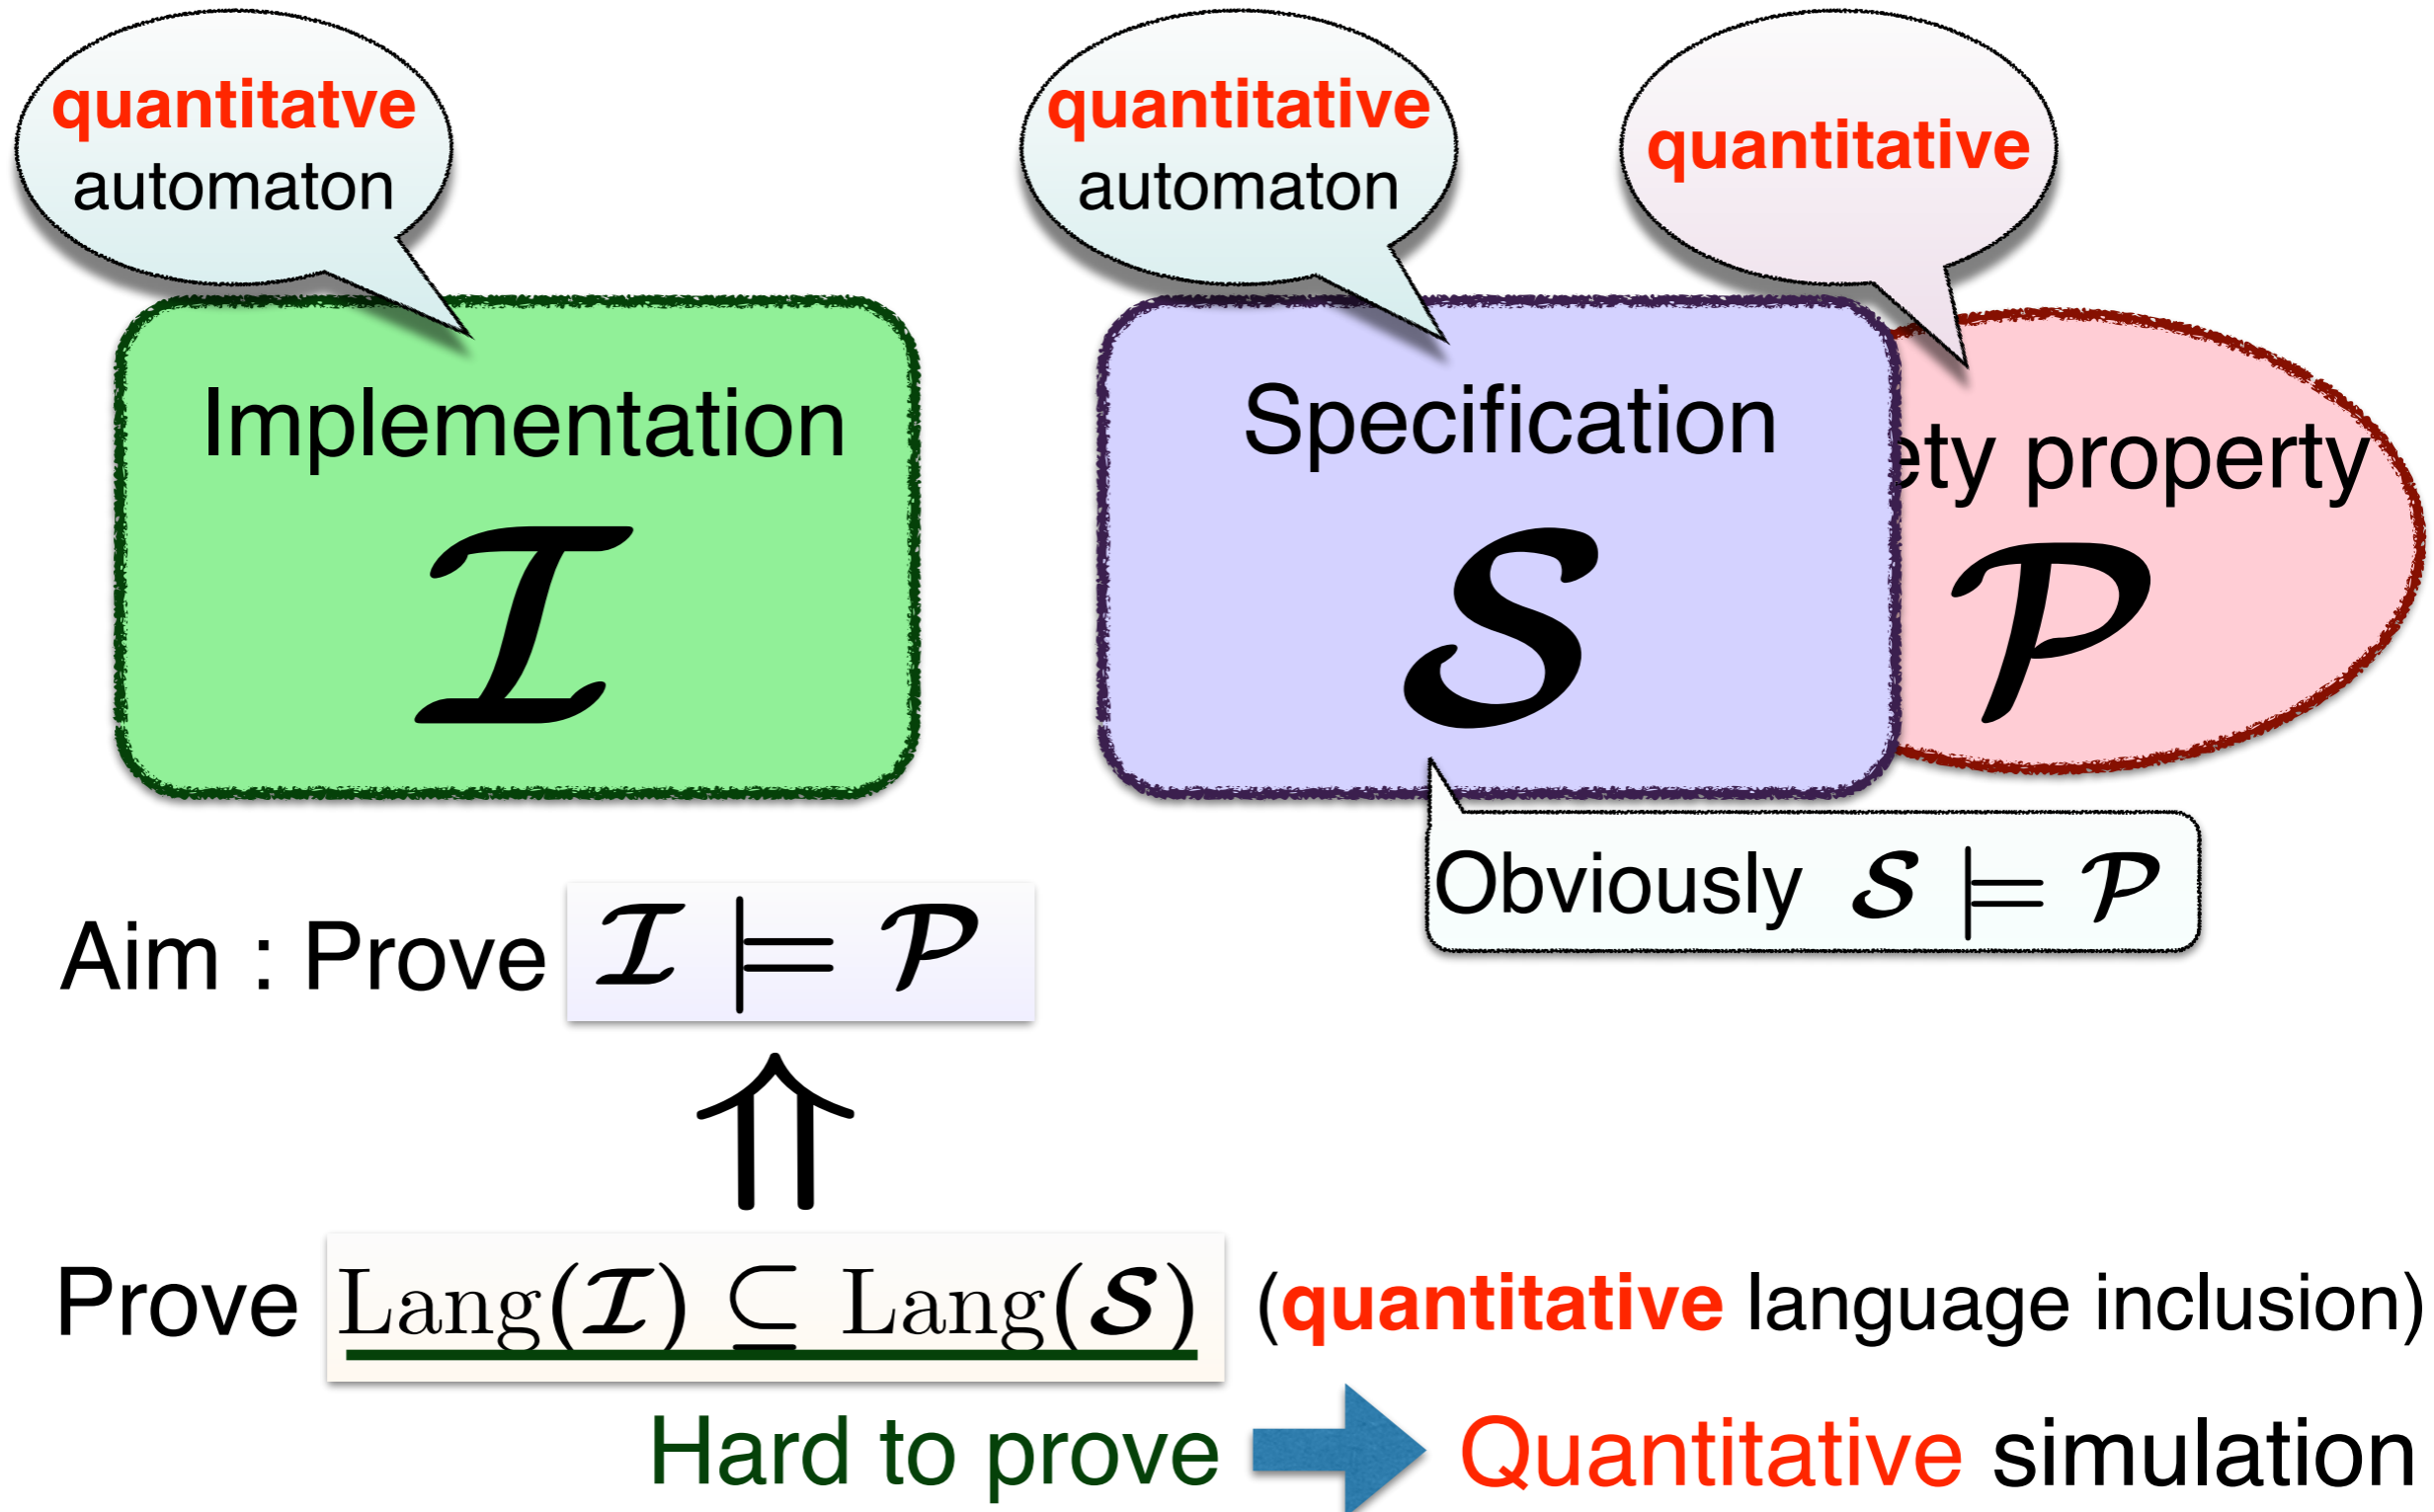 quantitatve
automaton
quantitative
automaton
quantitative
Implementation
ℐ
Specification
𝒮
ety property
𝒫
Obviously 𝒮 ⊨ 𝒫
Aim : Prove ℐ ⊨ 𝒫
⇑
Prove Lang(ℐ) ⊆ Lang(𝒮) (quantitative language inclusion)
Hard to prove Quantitative simulation